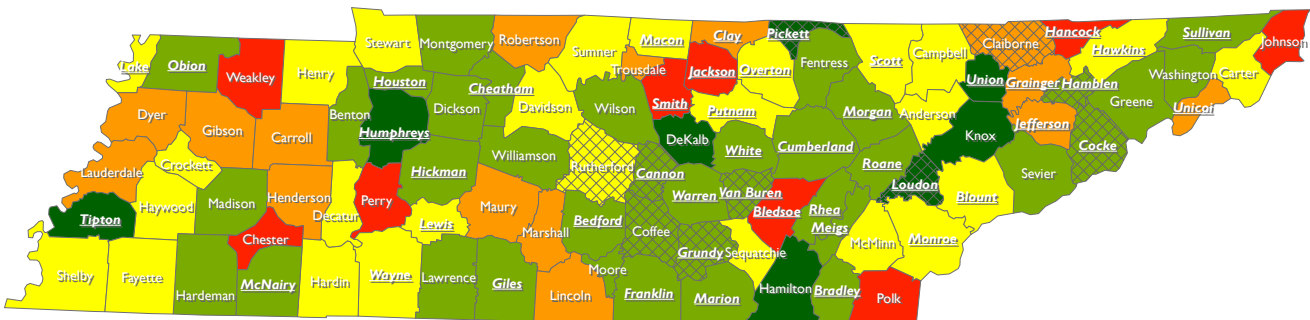 Stewart
Montgomery
Robertson
Sumner
Macon
Clay
Pickett
Claiborne
Hancock
Hawkins
Sullivan
Johnson
Lake
Obion
Weakley
Henry
Houston
Cheatham
Trousdale
Jackson
Overton
Fentress
Scott
Campbell
Union
Grainger
Hamblen
Washington
Carter
Greene
Unicoi
Dyer
Gibson
Carroll
Benton
Humphreys
Dickson
Davidson
Wilson
Smith
Putnam
Morgan
Anderson
Knox
Jefferson
Cocke
Lauderdale
Crockett
Williamson
Rutherford
DeKalb
White
Cumberland
Roane
Loudon
Sevier
Blount
Tipton
Haywood
Madison
Henderson
Decatur
Perry
Hickman
Lewis
Maury
Marshall
Bedford
Cannon
Coffee
Warren
Van Buren
Bledsoe
Rhea
Meigs
McMinn
Monroe
Chester
Grundy
Sequatchie
Shelby
Fayette
Hardeman
McNairy
Hardin
Wayne
Lawrence
Giles
Lincoln
Moore
Franklin
Marion
Hamilton
Bradley
Polk